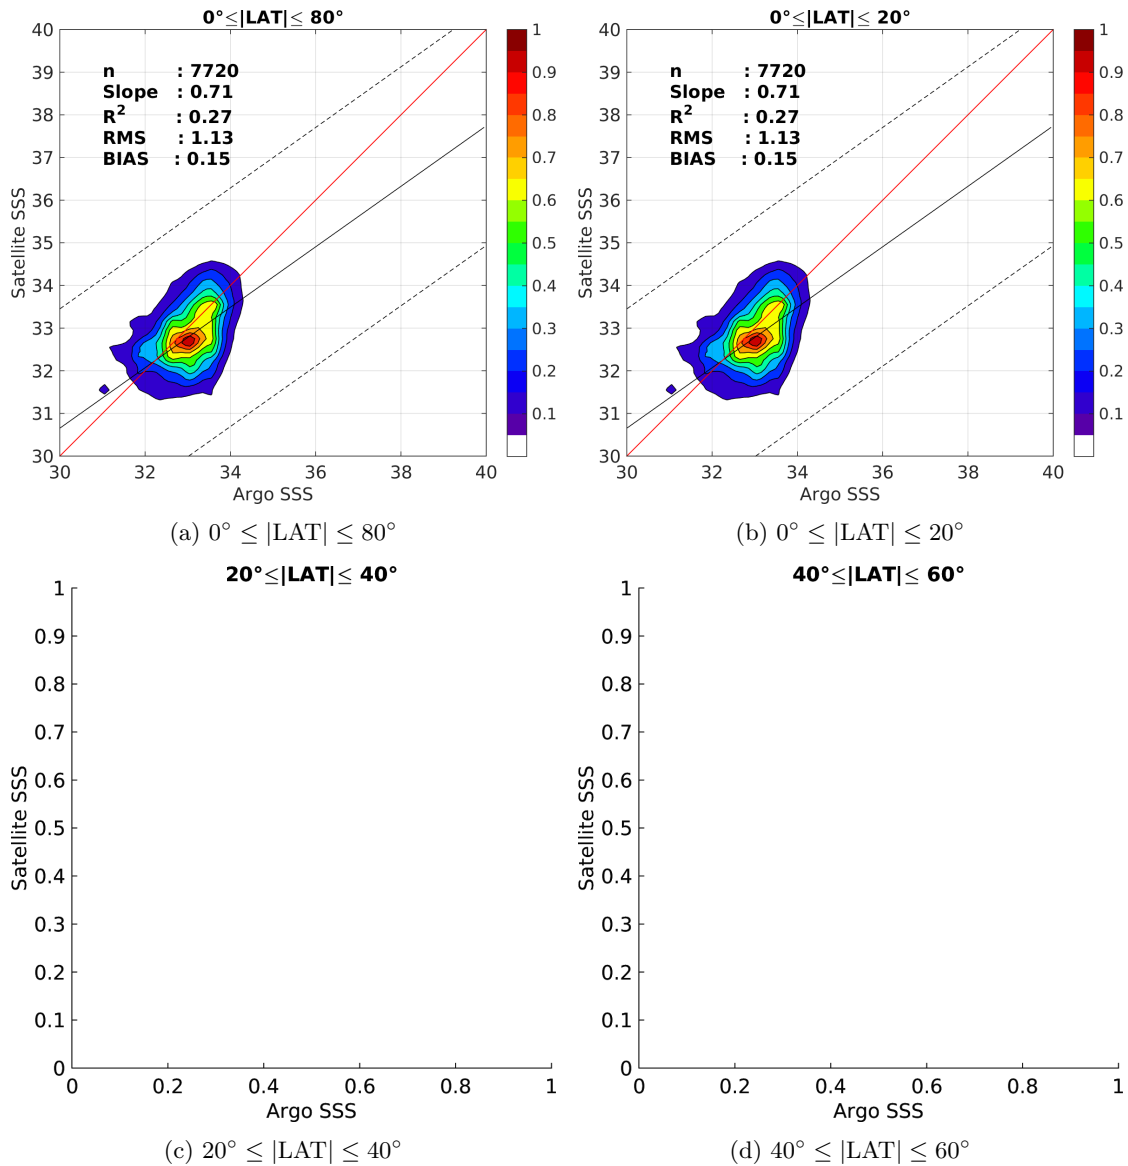 0°≤|LAT|≤ 80°
n : 7720
Slope : 0.71
R² : 0.27
RMS : 1.13
BIAS : 0.15
40
39
38
37
36
35
34
33
32
31
30
30 32 34 36 38 40
Satellite SSS
Argo SSS
1
0.9
0.8
0.7
0.6
0.5
0.4
0.3
0.2
0.1
(a) 0° ≤ |LAT| ≤ 80°
0°≤|LAT|≤ 20°
n : 7720
Slope : 0.71
R² : 0.27
RMS : 1.13
BIAS : 0.15
40
39
38
37
36
35
34
33
32
31
30
30 32 34 36 38 40
Satellite SSS
Argo SSS
1
0.9
0.8
0.7
0.6
0.5
0.4
0.3
0.2
0.1
(b) 0° ≤ |LAT| ≤ 20°
20°≤|LAT|≤ 40°
1
0.9
0.8
0.7
0.6
0.5
0.4
0.3
0.2
0.1
0
0 0.2 0.4 0.6 0.8 1
Satellite SSS
Argo SSS
(c) 20° ≤ |LAT| ≤ 40°
40°≤|LAT|≤ 60°
1
0.9
0.8
0.7
0.6
0.5
0.4
0.3
0.2
0.1
0
0 0.2 0.4 0.6 0.8 1
Satellite SSS
Argo SSS
(d) 40° ≤ |LAT| ≤ 60°